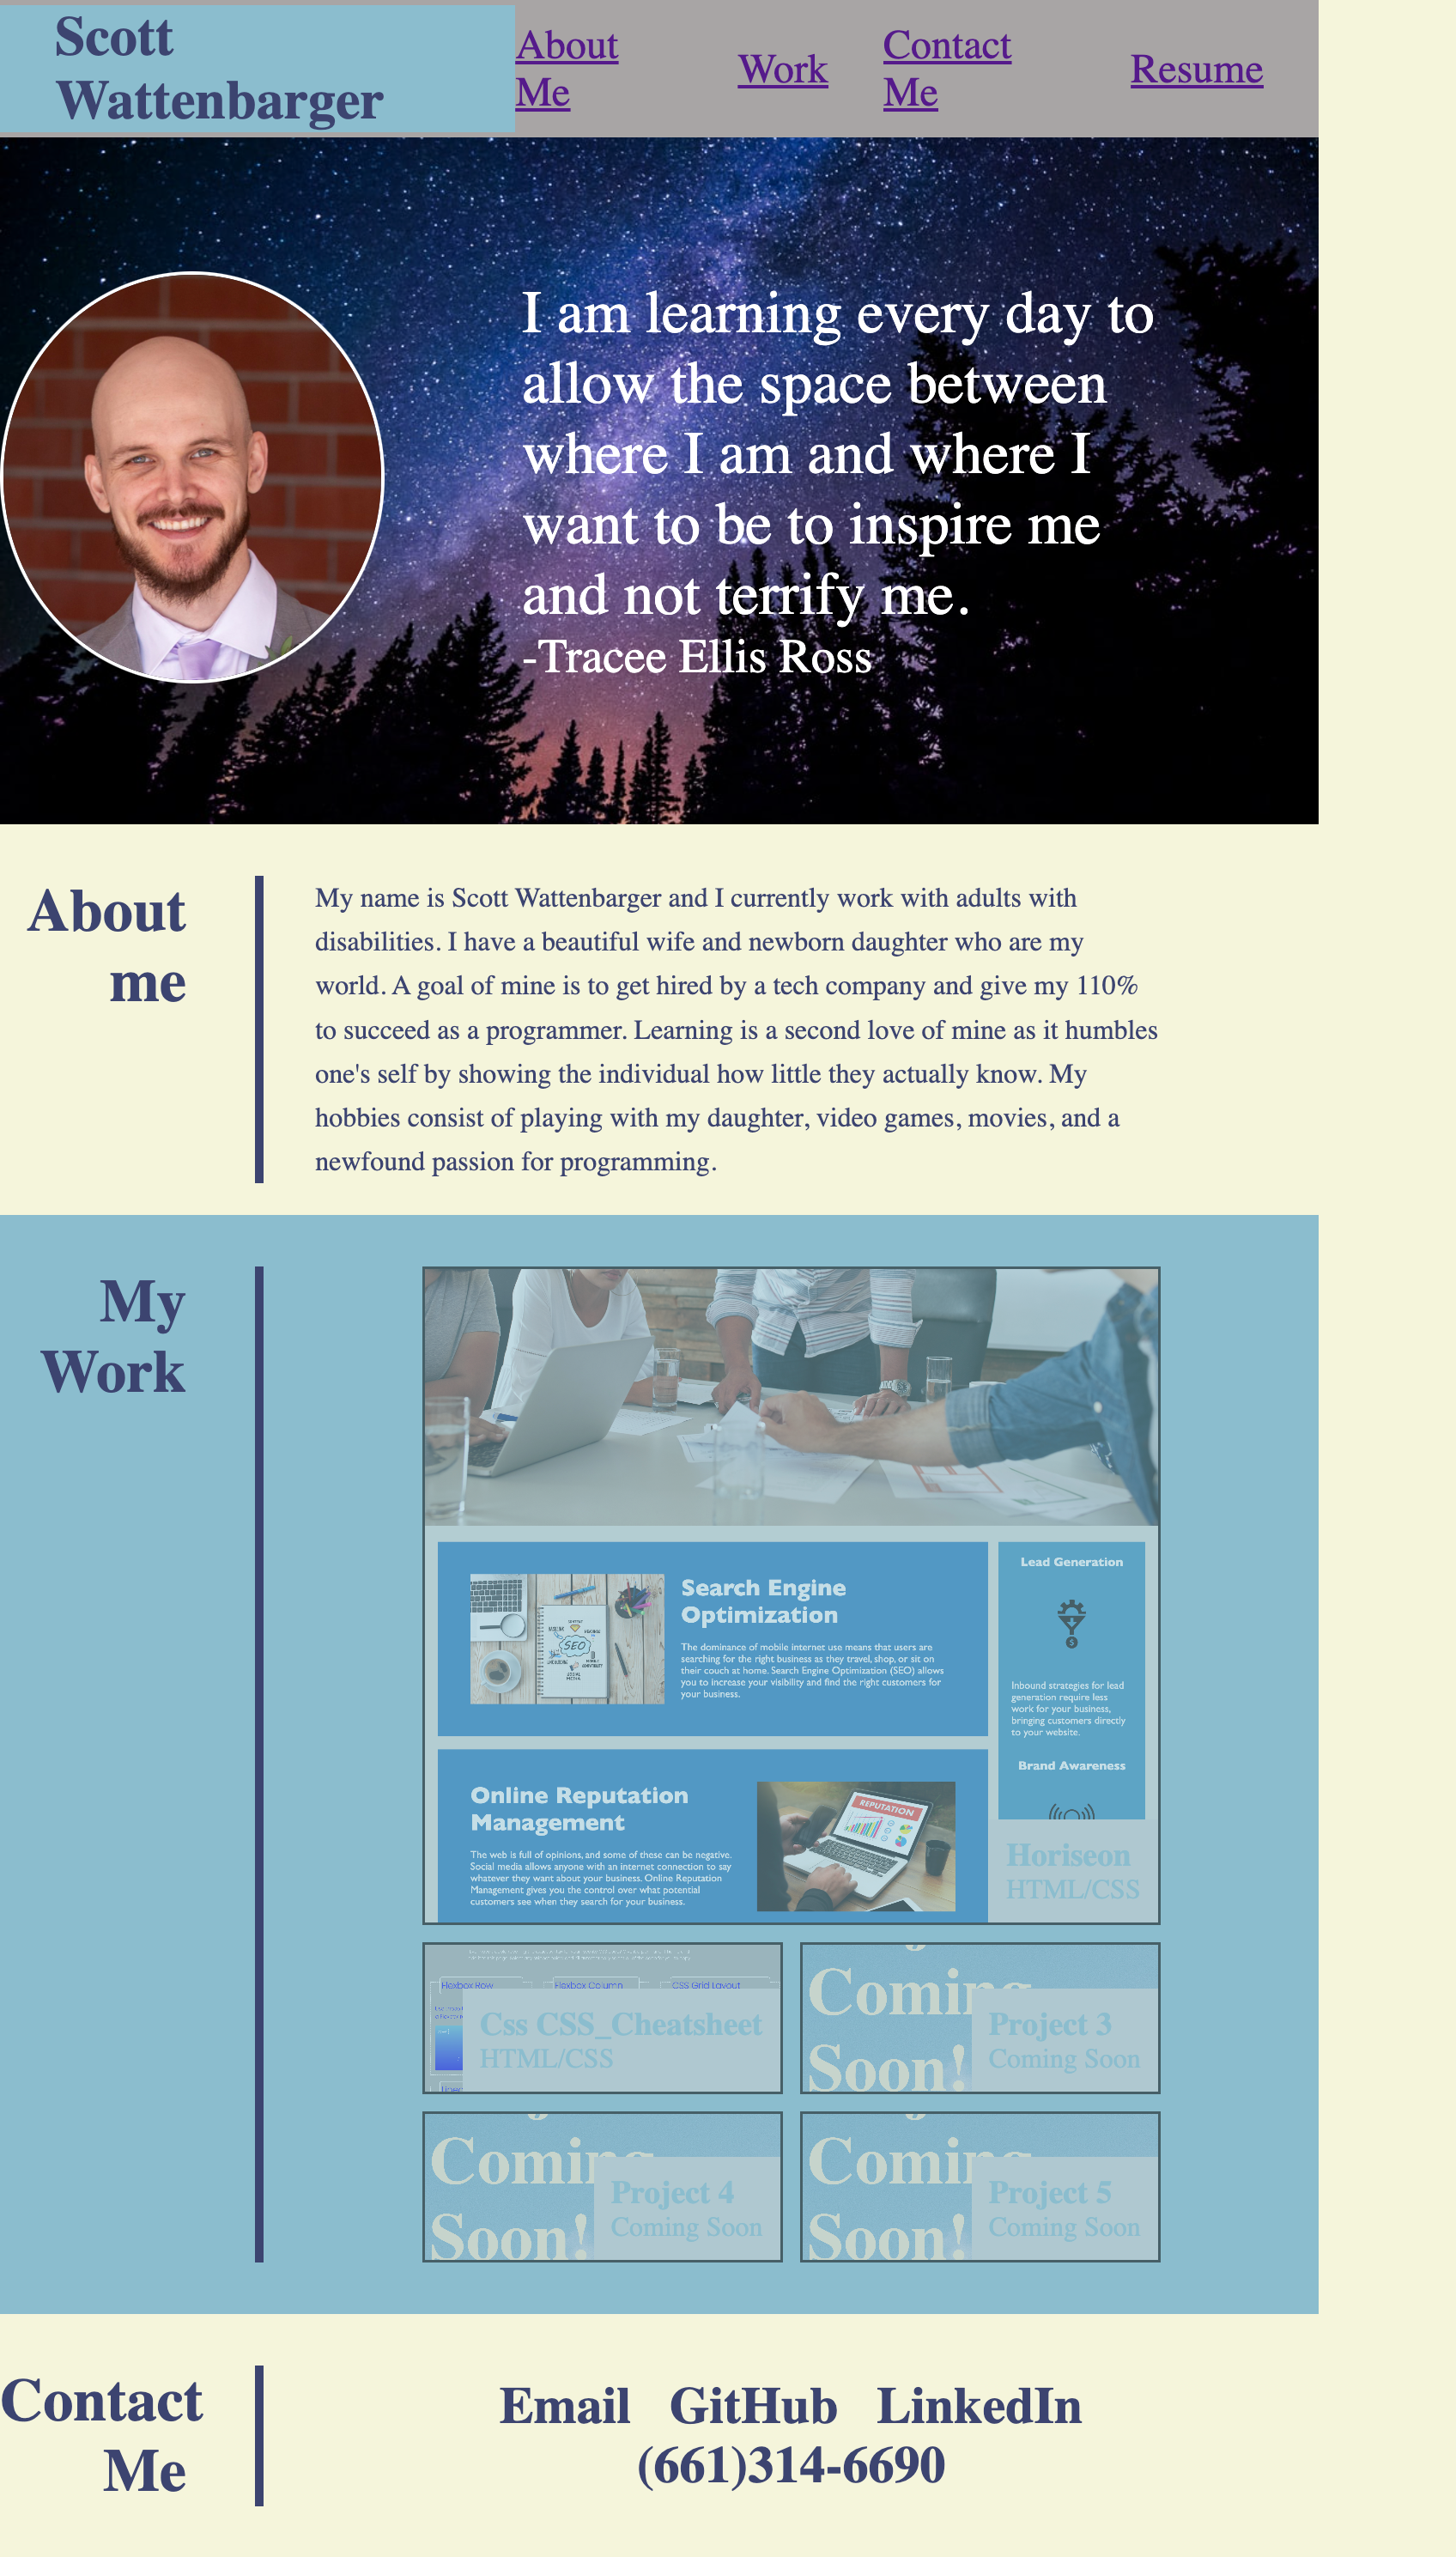 Scott
Wattenbarger
About
Me
Work
Contact
Me
Resume
I am learning every day to
allow the space between
where I am and where I
want to be to inspire me
and not terrify me.
-Tracee Ellis Ross
About
me
My name is Scott Wattenbarger and I currently work with adults with
disabilities. I have a beautiful wife and newborn daughter who are my
world. A goal of mine is to get hired by a tech company and give my 110%
to succeed as a programmer. Learning is a second love of mine as it humbles
one's self by showing the individual how little they actually know. My
hobbies consist of playing with my daughter, video games, movies, and a
newfound passion for programming.
My
Work
Search Engine
Optimization
The dominance of mobile internet use means that users are
searching for the right business as they travel, shop, or sit on
their couch at home. Search Engine Optimization (SEO) allows
you to increase your visibility and find the right customers for
your business.
SEO
Lead Generation
Inbound strategies for lead
generation require less
work for your business,
bringing customers directly
to your website.
Brand Awareness
Online Reputation
Management
The web is full of opinions, and some of these can be negative.
Social media allows anyone with an internet connection to say
whatever they want about your business. Online Reputation
Management gives you the control over what potential
customers see when they search for your business.
REPUTATION
Horiseon
HTML/CSS
Flexbox Row
Flexbox Column
CSS Grid Layout
Css CSS_Cheatsheet
HTML/CSS
Coming
Soon!
Project 3
Coming Soon
Coming
Soon!
Project 4
Coming Soon
Coming
Soon!
Project 5
Coming Soon
Contact
Me
Email GitHub LinkedIn
(661)314-6690